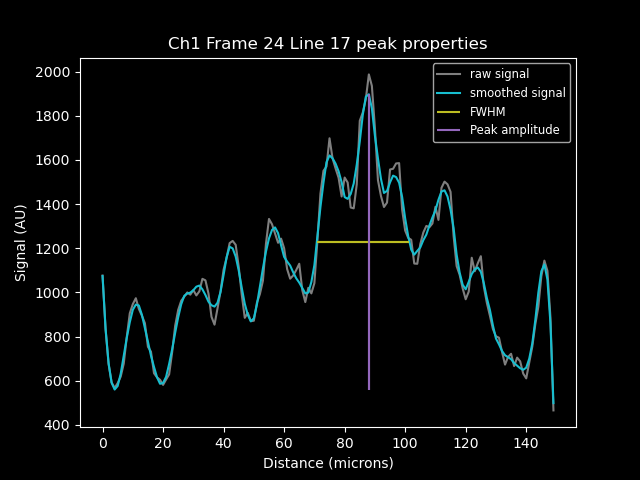 Ch1 Frame 24 Line 17 peak properties
raw signal
smoothed signal
FWHM
Peak amplitude
Signal (AU)
2000
1800
1600
1400
1200
1000
800
600
400
0 20 40 60 80 100 120 140
Distance (microns)